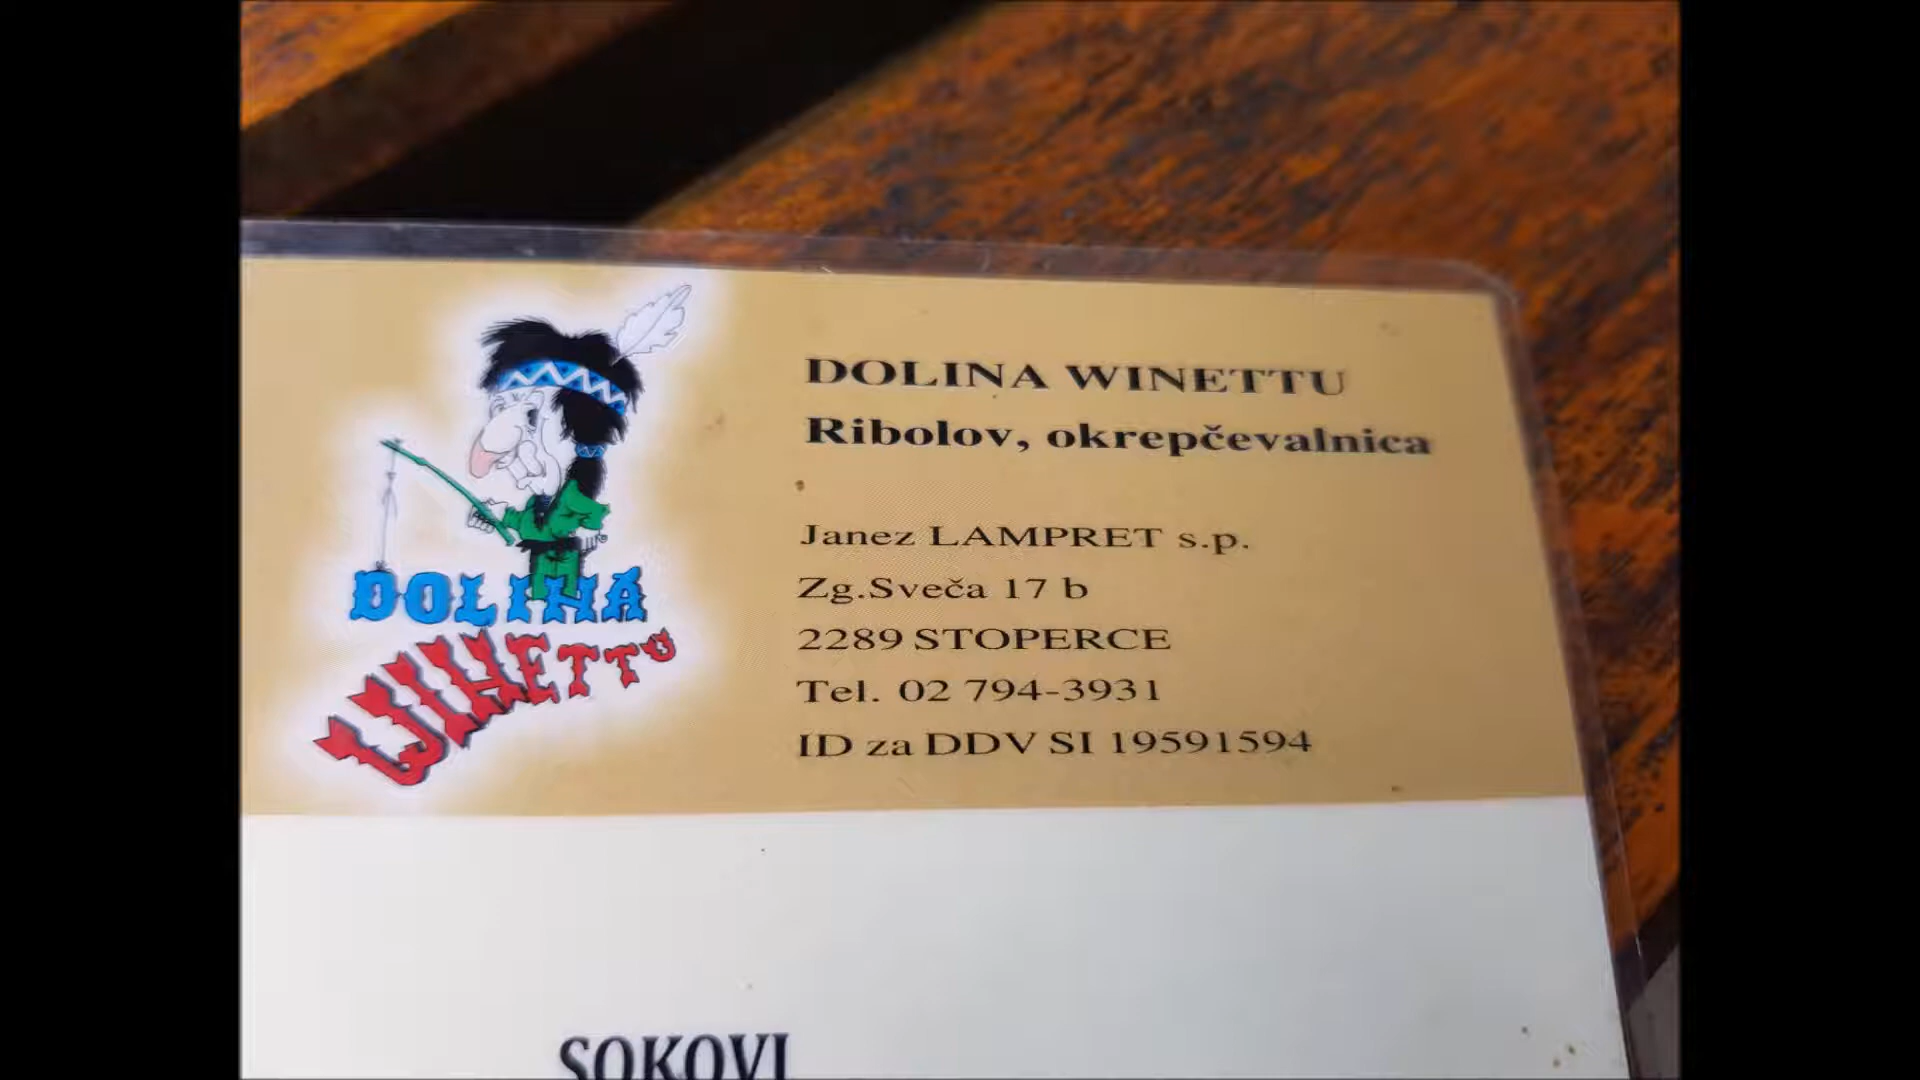 DOLINA
WINETTU
DOLINA WINETTU
Ribolov, okrepčevalnica
Janez LAMPRET s.p.
Zg.Sveča 17 b
2289 STOPERCE
Tel. 02 794-3931
ID za DDV SI 19591594
SOKOVI